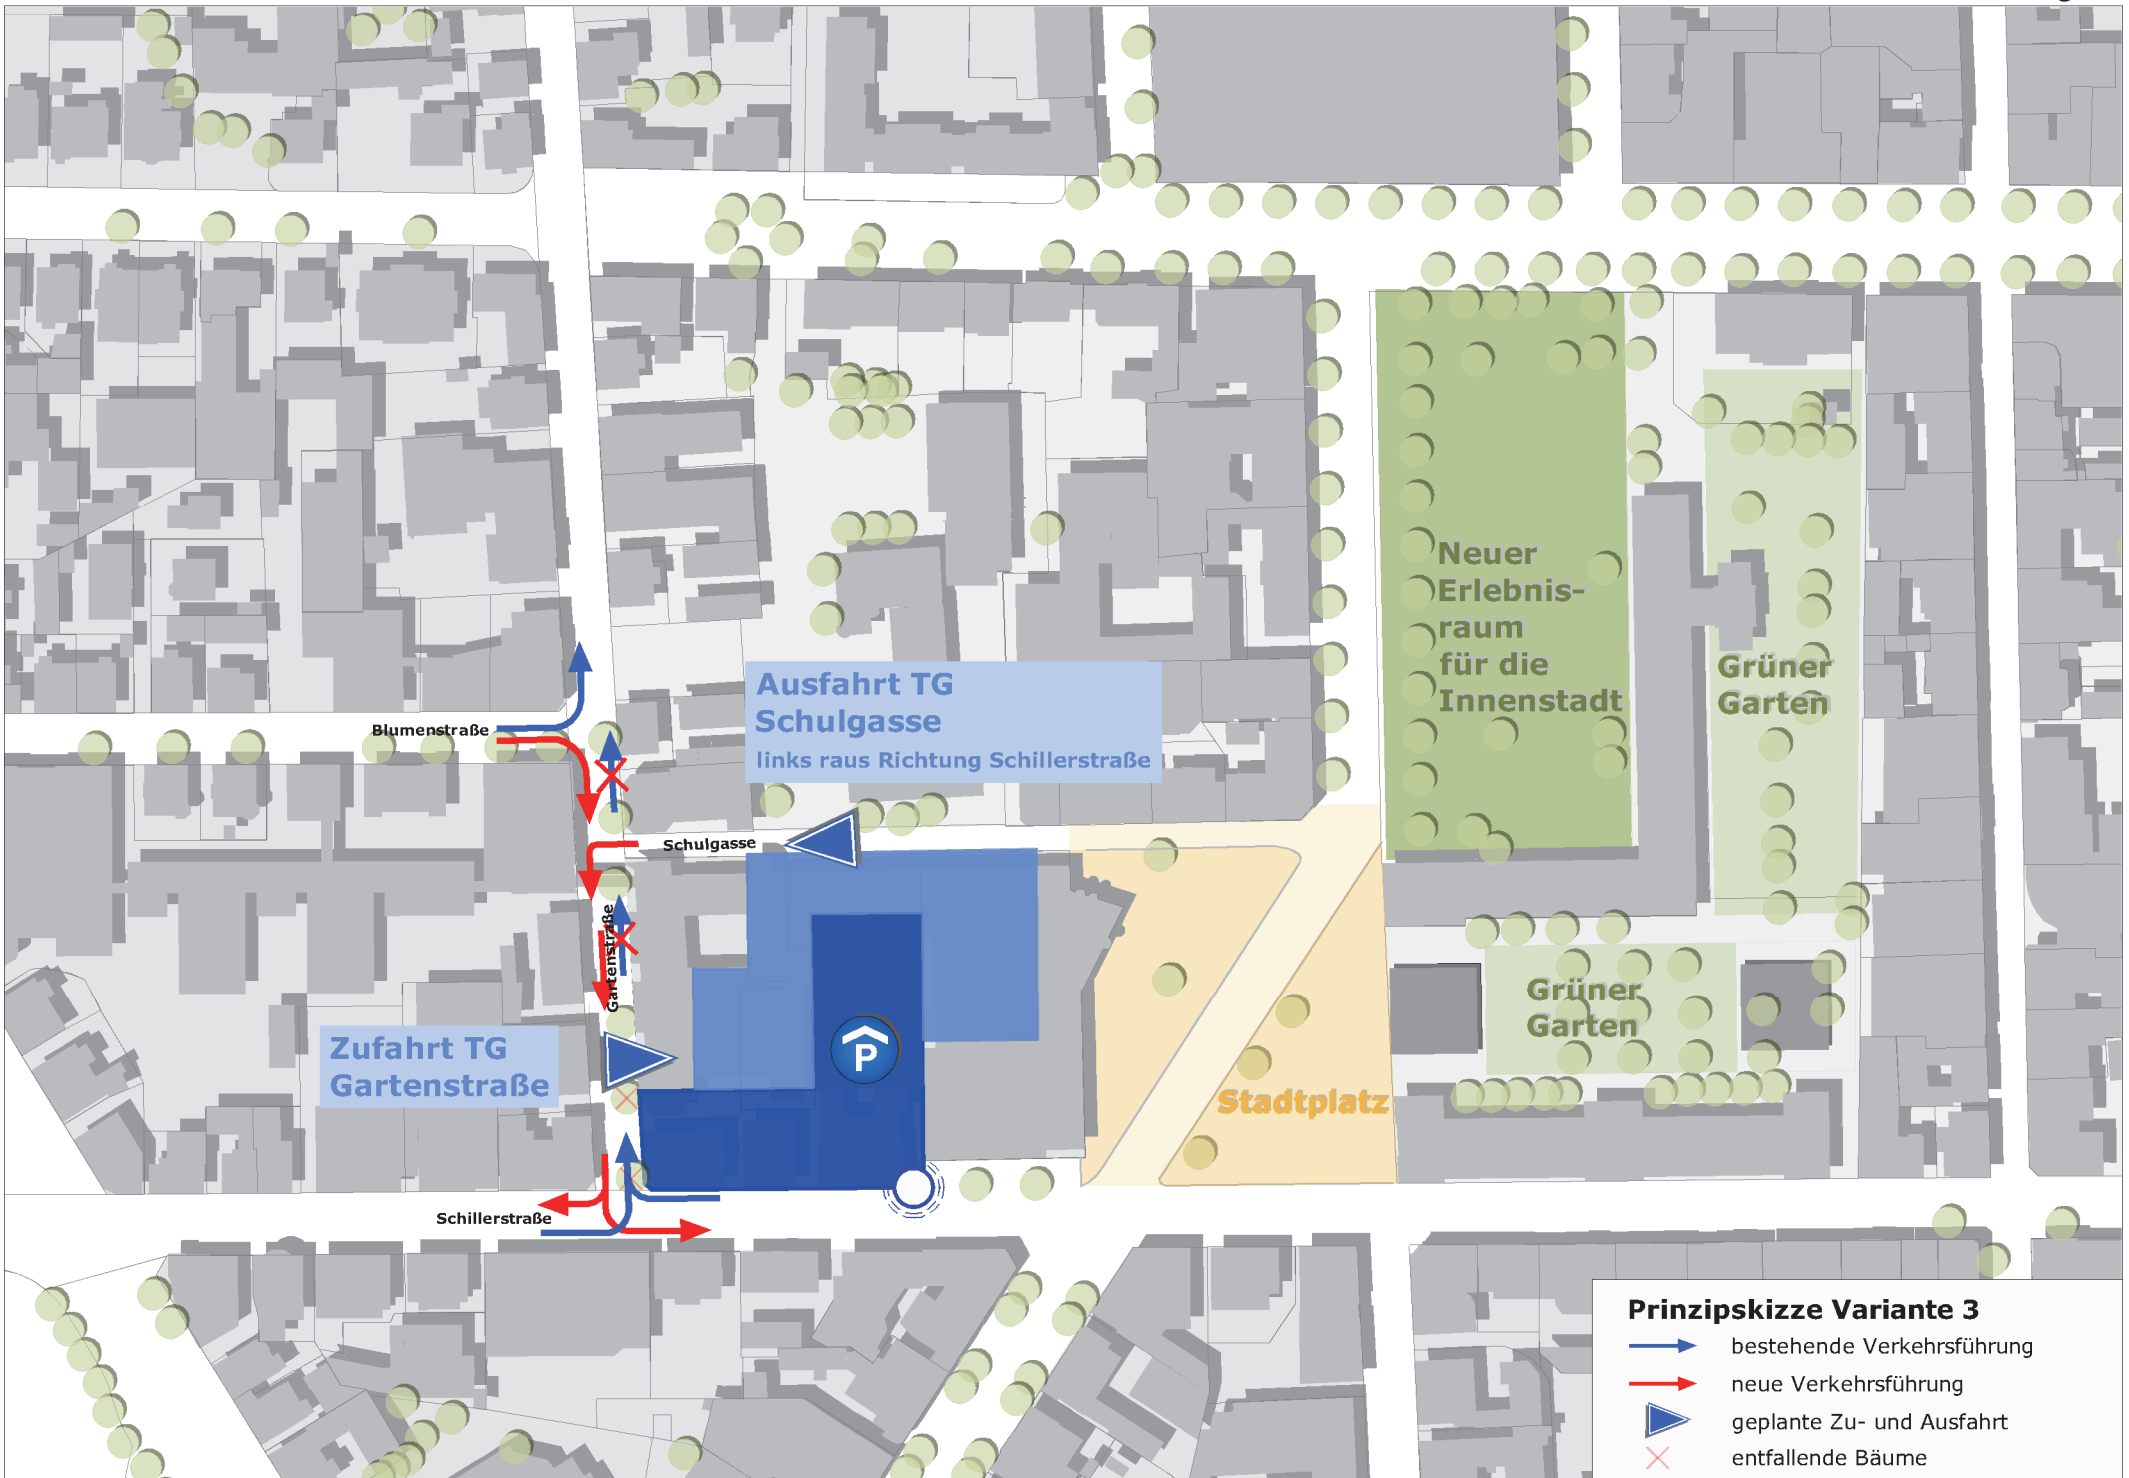 Neuer
Erlebnis-
raum
für die
Innenstadt
Grüner
Garten
Ausfahrt TG
Schulgasse
links raus Richtung Schillerstraße
Blumenstraße
Schulgasse
Gartenstraße
Grüner
Garten
Zufahrt TG
Gartenstraße
P
Stadtplatz
Schillerstraße
Prinzipskizze Variante 3
bestehende Verkehrsführung
neue Verkehrsführung
geplante Zu- und Ausfahrt
entfallende Bäume